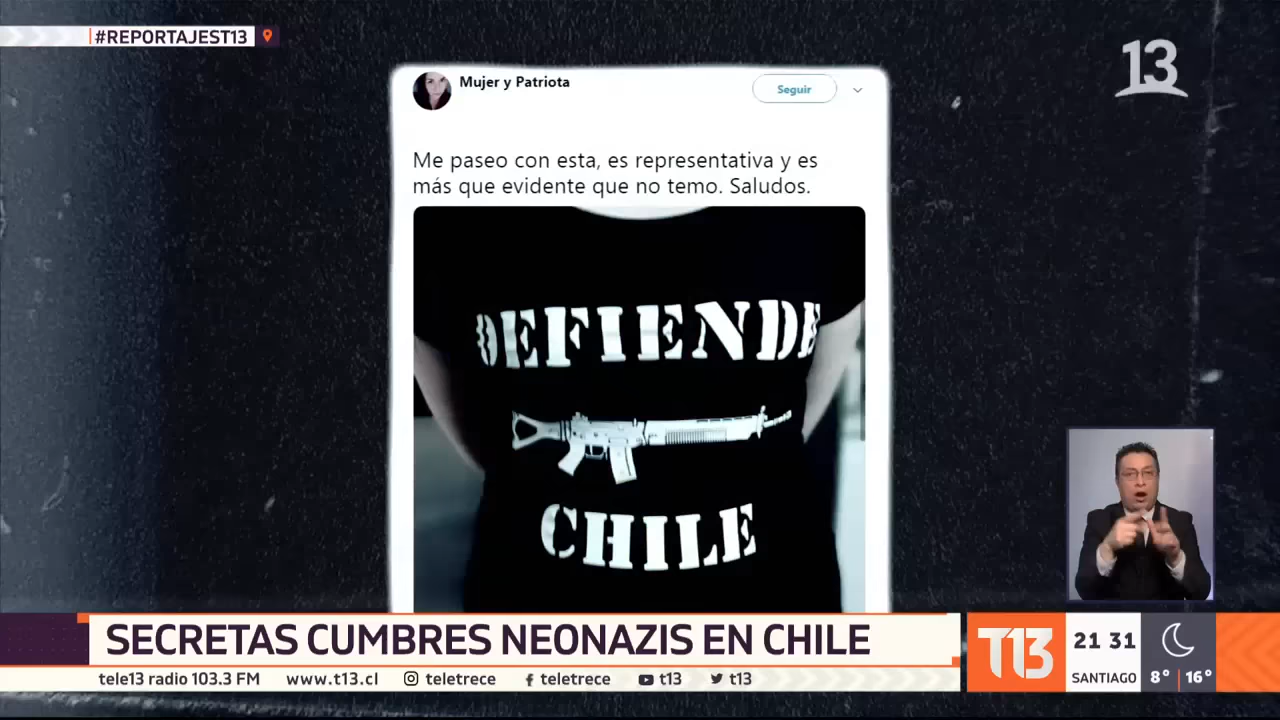 #REPORTAJEST13
13
Mujer y Patriota
Seguir
Me paseo con esta, es representativa y es
más que evidente que no temo. Saludos.
DEFIENDE
CHILE
SECRETAS CUMBRES NEONAZIS EN CHILE
T13
21 31
SANTIAGO
8° | 16°
tele13 radio 103.3 FM www.t13.cl teletrece teletrece t13 t13